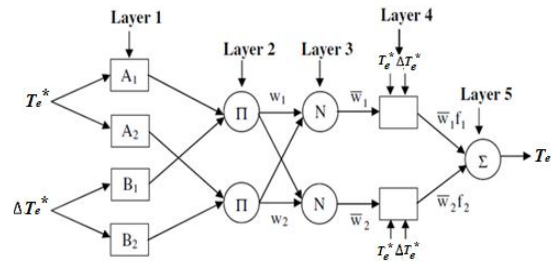 Layer 1
Layer 2
Layer 3
Layer 4
Layer 5
Te* ΔTe*
Te*
A1
A2
ΔTe*
B1
B2
Π
Π
w1
w2
N
N
w̅1
w̅2
w̅1f1
w̅2f2
Σ
Te
Te* ΔTe*